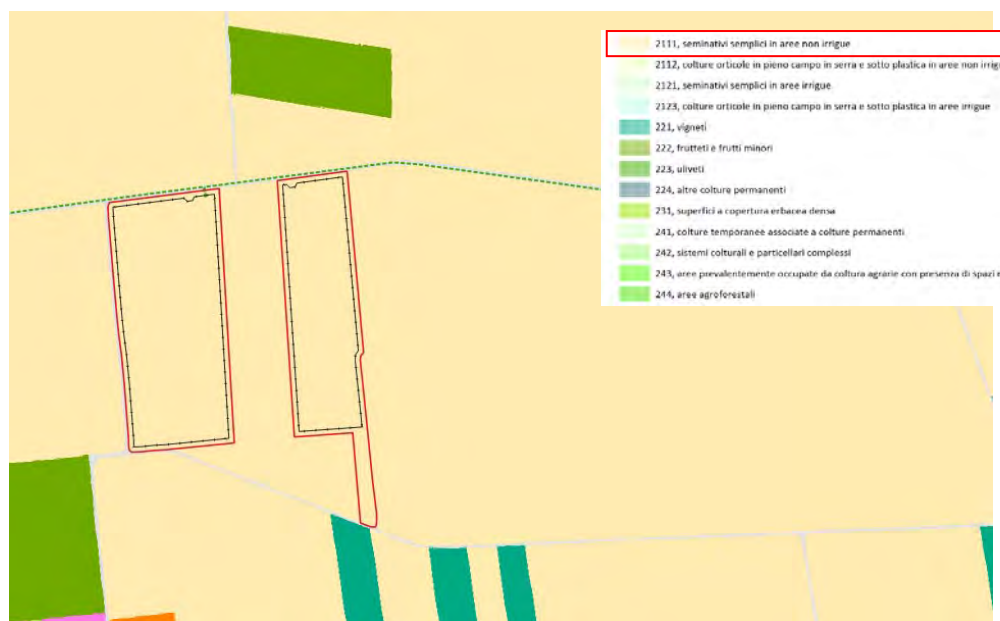 2111, seminativi semplici in aree non irrigue
2112, colture orticole in pieno campo in serra e sotto plastica in aree non irrig
2121, seminativi semplici in aree irrigue
2123, colture orticole in pieno campo in serra e sotto plastica in aree irrigue
221, vigneti
222, frutteti e frutti minori
223, uliveti
224, altre colture permanenti
231, superfici a copertura erbacea densa
241, colture temporanee associate a colture permanenti
242, sistemi colturali e particellari complessi
243, aree prevalentemente occupate da coltura agrarie con presenza di spazi
244, aree agroforestali